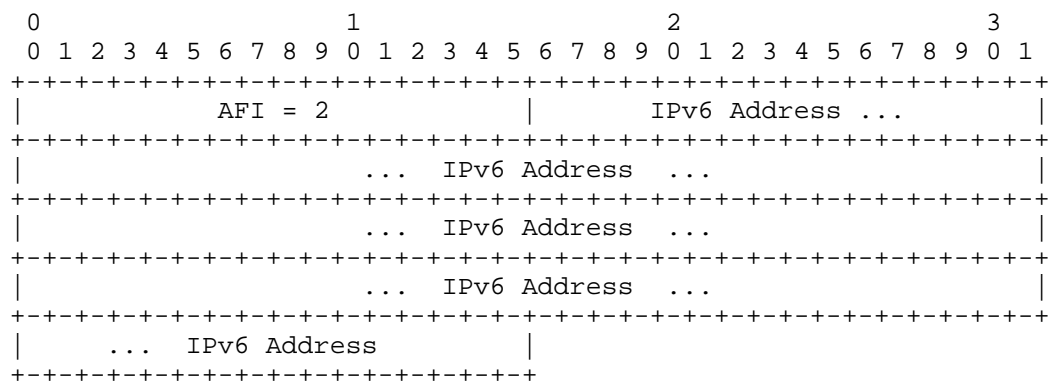 0                   1                   2                   3
 0 1 2 3 4 5 6 7 8 9 0 1 2 3 4 5 6 7 8 9 0 1 2 3 4 5 6 7 8 9 0 1
+-+-+-+-+-+-+-+-+-+-+-+-+-+-+-+-+-+-+-+-+-+-+-+-+-+-+-+-+-+-+-+-+
|            AFI = 2            |       IPv6 Address ...        |
+-+-+-+-+-+-+-+-+-+-+-+-+-+-+-+-+-+-+-+-+-+-+-+-+-+-+-+-+-+-+-+-+
|                     ...  IPv6 Address  ...                    |
+-+-+-+-+-+-+-+-+-+-+-+-+-+-+-+-+-+-+-+-+-+-+-+-+-+-+-+-+-+-+-+-+
|                     ...  IPv6 Address  ...                    |
+-+-+-+-+-+-+-+-+-+-+-+-+-+-+-+-+-+-+-+-+-+-+-+-+-+-+-+-+-+-+-+-+
|                     ...  IPv6 Address  ...                    |
+-+-+-+-+-+-+-+-+-+-+-+-+-+-+-+-+-+-+-+-+-+-+-+-+-+-+-+-+-+-+-+-+
|     ...  IPv6 Address         |
+-+-+-+-+-+-+-+-+-+-+-+-+-+-+-+-+